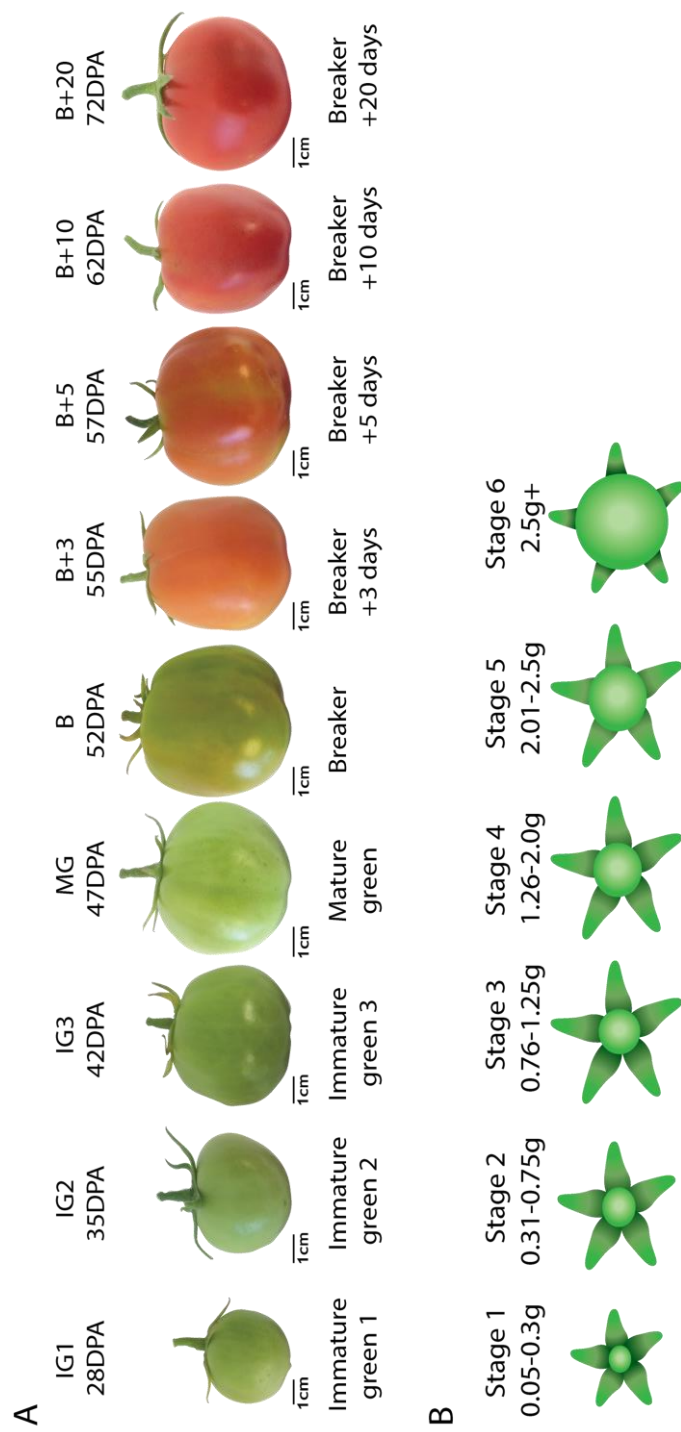 A
IG1
28DPA
IG2
35DPA
IG3
42DPA
MG
47DPA
B
52DPA
B+3
55DPA
B+5
57DPA
B+10
62DPA
B+20
72DPA
1cm
1cm
1cm
1cm
1cm
1cm
1cm
1cm
1cm
Immature
green 1
Immature
green 2
Immature
green 3
Mature
green
Breaker
Breaker
+3 days
Breaker
+5 days
Breaker
+10 days
Breaker
+20 days
B
Stage 1
0.05-0.3g
Stage 2
0.31-0.75g
Stage 3
0.76-1.25g
Stage 4
1.26-2.0g
Stage 5
2.01-2.5g
Stage 6
2.5g+